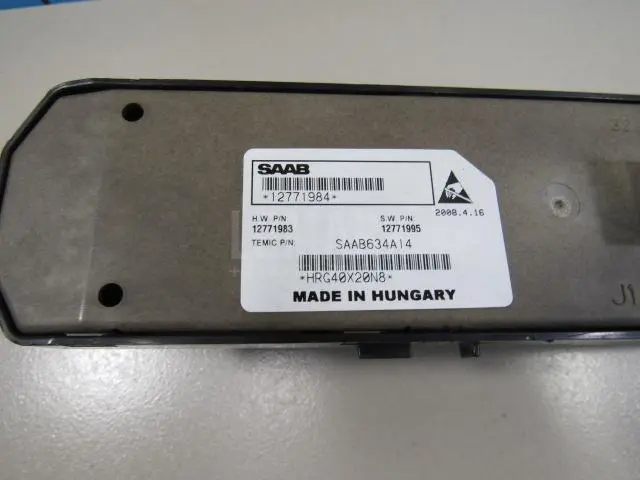 SAAB
*12771984*
2008.4.16
H.W. P/N S.W. P/N:
12771983 12771995
TEMIC P/N: SAAB634A14
*HRG40X20N8*
MADE IN HUNGARY
J1